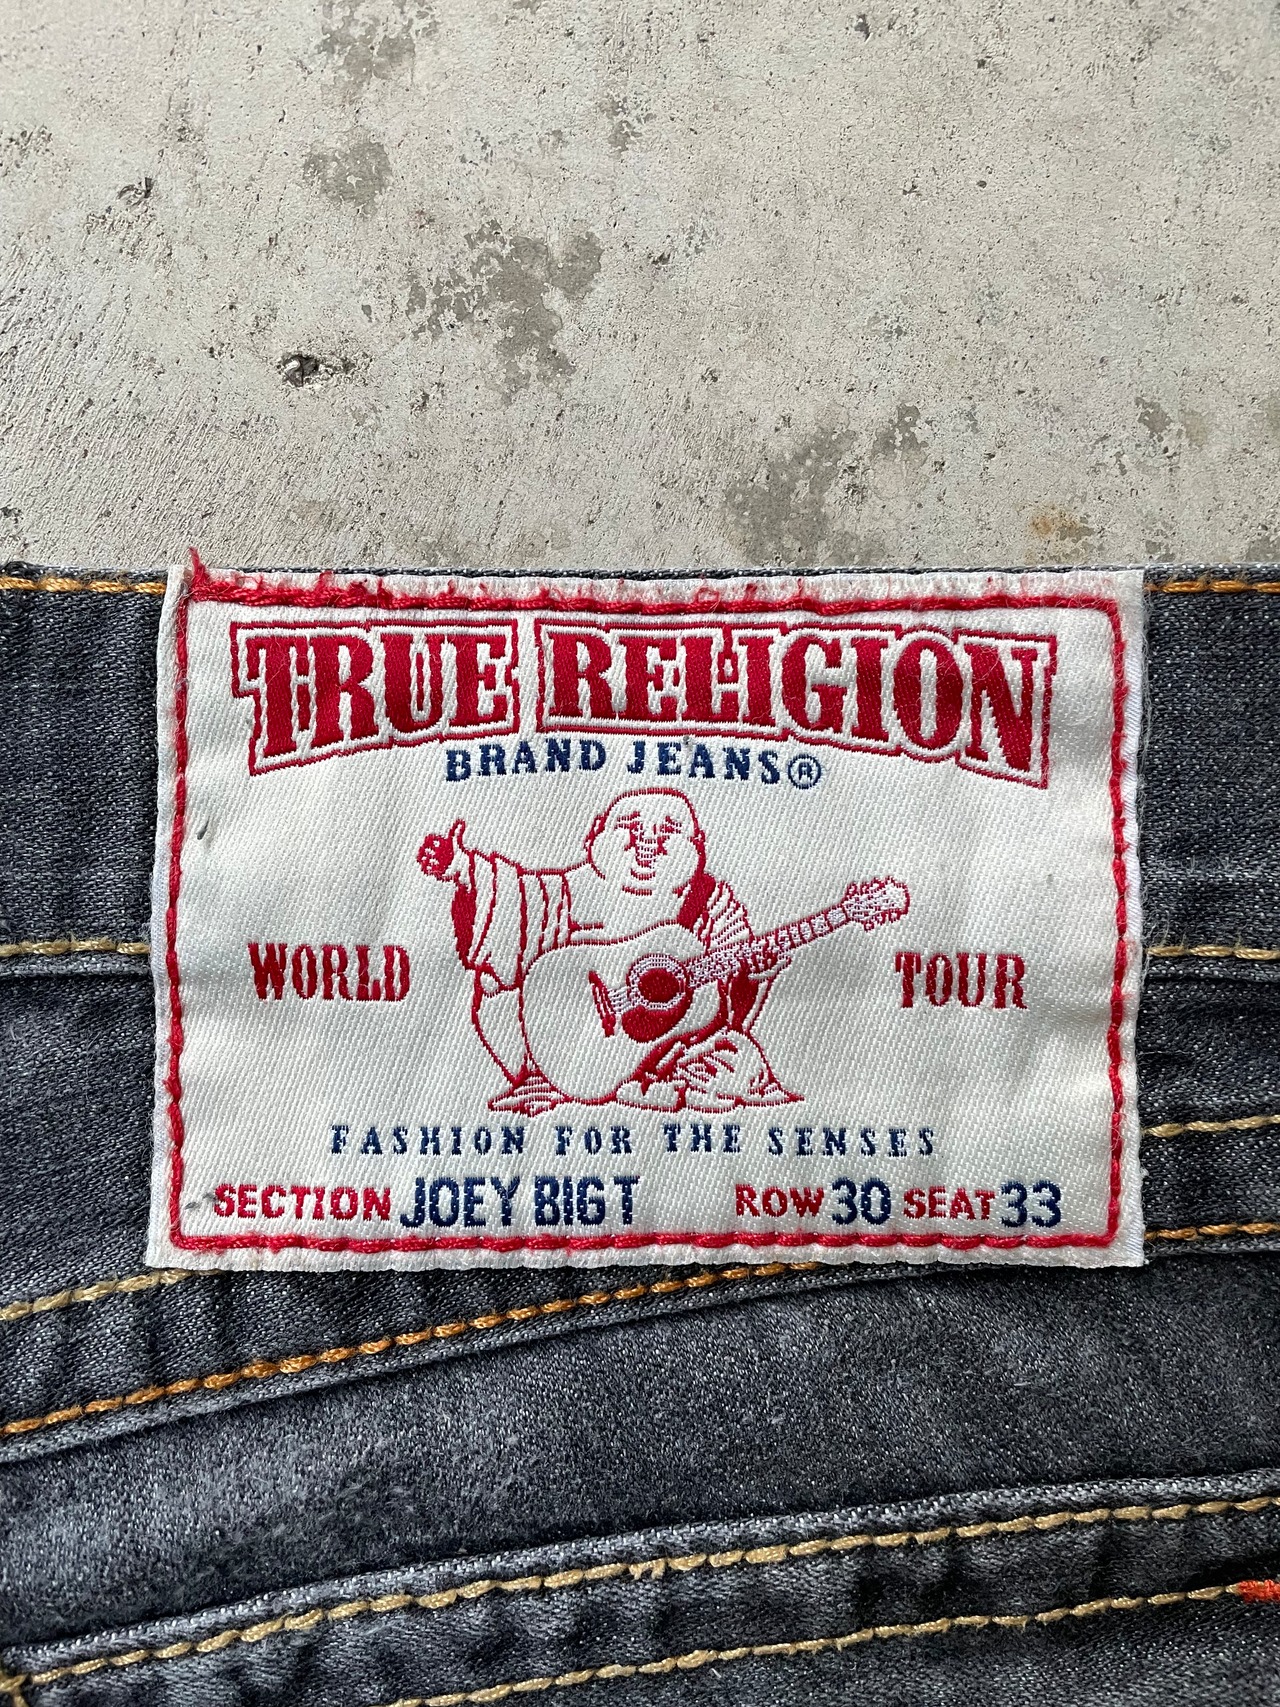 TRUE RELIGION
BRAND JEANS®
WORLD TOUR
FASHION FOR THE SENSES
SECTION JOEY BIG T ROW 30 SEAT 33